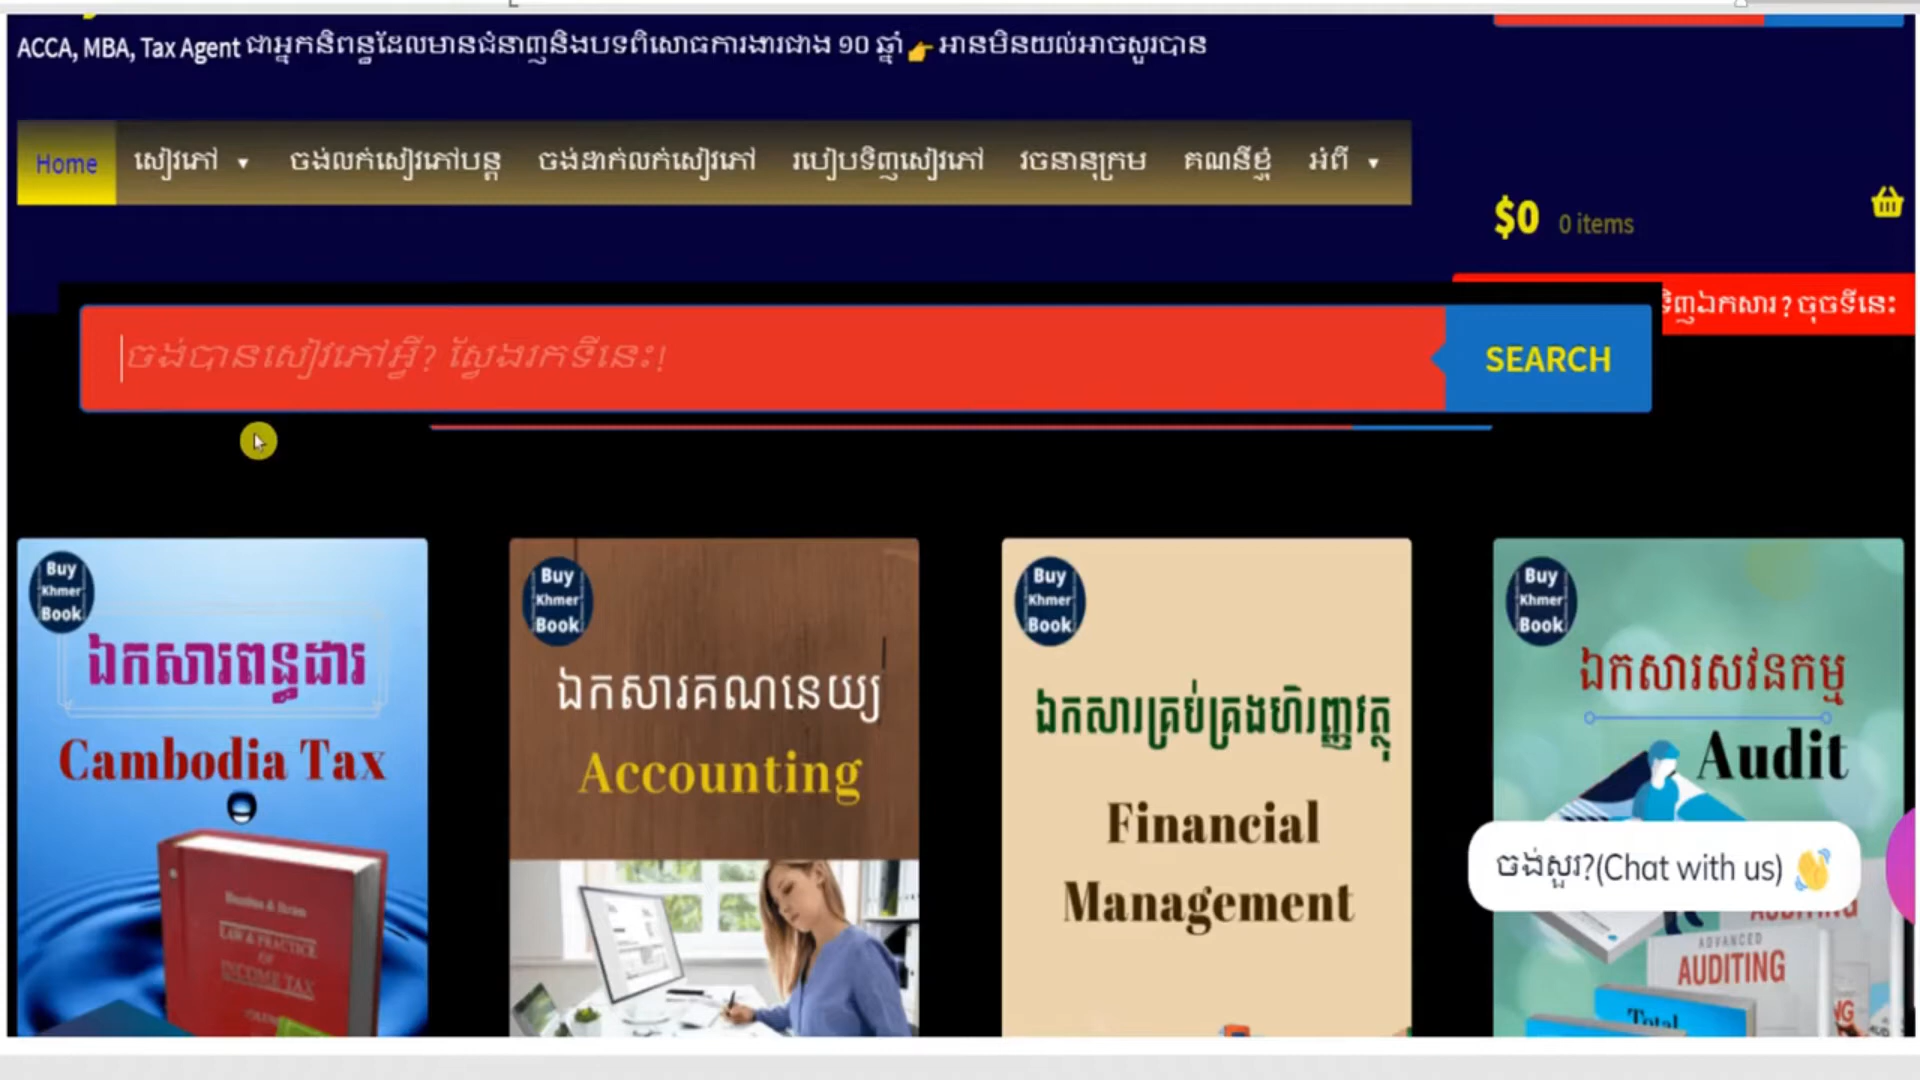 ACCA, MBA, Tax Agent ជាអ្នកនិពន្ធដែលមានជំនាញនិងបទពិសោធការងារជាង ១០ ឆ្នាំ 👉 អានមិនយល់អាចសួរបាន
Home សៀវភៅ ▼ ចង់លក់សៀវភៅបន្ត ចង់ដាក់លក់សៀវភៅ របៀបទិញសៀវភៅ វចនានុក្រម គណនីខ្ញុំ អំពី ▼
$0 0 items
ទិញឯកសារ ? ចុចទីនេះ
ចង់បានសៀវភៅអ្វី? ស្វែងរកទីនេះ! SEARCH
Buy
Khmer
Book
ឯកសារពន្ធដារ
Cambodia Tax
LAW & PRACTICE
OF
INCOME TAX
Buy
Khmer
Book
ឯកសារគណនេយ្យ
Accounting
Buy
Khmer
Book
ឯកសារគ្រប់គ្រងហិរញ្ញវត្ថុ
Financial
Management
Buy
Khmer
Book
ឯកសារសវនកម្ម
Audit
ចង់សួរ?(Chat with us) 👋
AUDITING
ADVANCED
AUDITING
Total